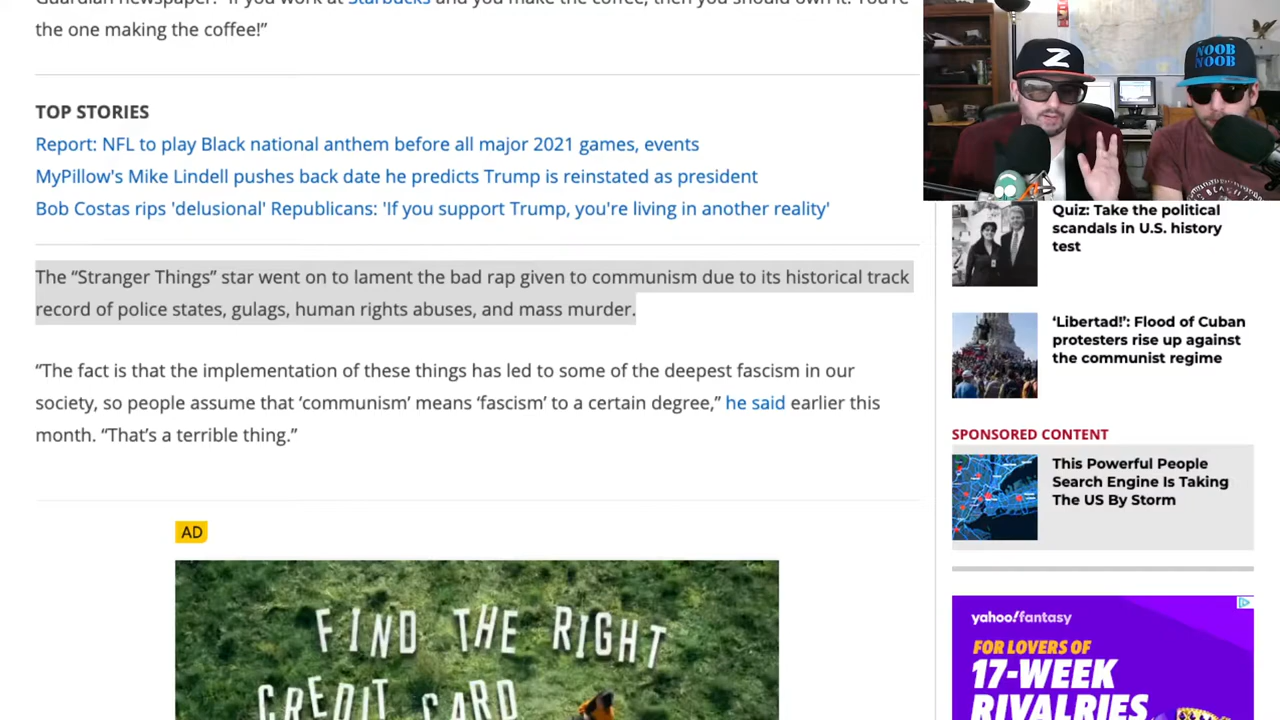 Guardian newspaper. “If you work at Starbucks and you make the coffee, then you should own it. You’re
the one making the coffee!”
TOP STORIES
Report: NFL to play Black national anthem before all major 2021 games, events
MyPillow's Mike Lindell pushes back date he predicts Trump is reinstated as president
Bob Costas rips 'delusional' Republicans: 'If you support Trump, you're living in another reality'
The “Stranger Things” star went on to lament the bad rap given to communism due to its historical track
record of police states, gulags, human rights abuses, and mass murder.
“The fact is that the implementation of these things has led to some of the deepest fascism in our
society, so people assume that ‘communism’ means ‘fascism’ to a certain degree,” he said earlier this
month. “That’s a terrible thing.”
AD
FIND THE RIGHT
CREDIT CARD
Z
NOOB
NOOB
Quiz: Take the political
scandals in U.S. history
test
‘Libertad!’: Flood of Cuban
protesters rise up against
the communist regime
SPONSORED CONTENT
This Powerful People
Search Engine Is Taking
The US By Storm
yahoo!fantasy
FOR LOVERS OF
17-WEEK
RIVALRIES